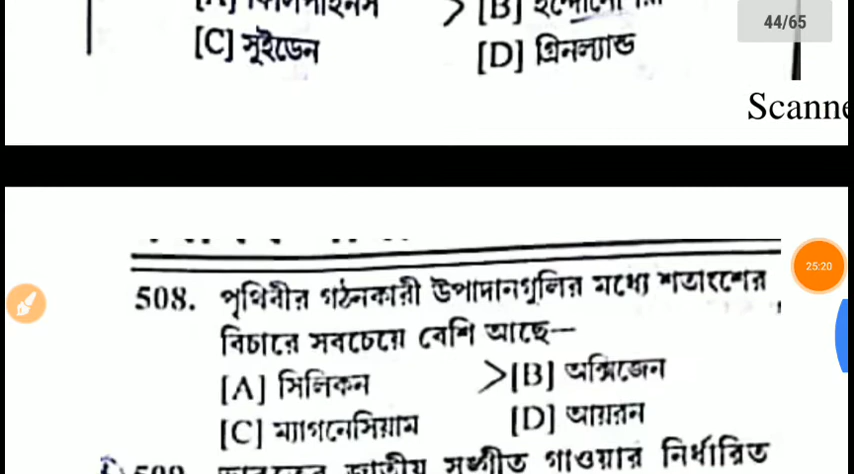 44/65
[C] সুইডেন [D] গ্রিনল্যান্ড
Scanne
25:20
508. পৃথিবীর গঠনকারী উপাদানগুলির মধ্যে শতাংশের
বিচারে সবচেয়ে বেশি আছে—
[A] সিলিকন >[B] অক্সিজেন
[C] ম্যাগনেসিয়াম [D] আয়রন
জাতীয় সঙ্গীত গাওয়ার নির্ধারিত